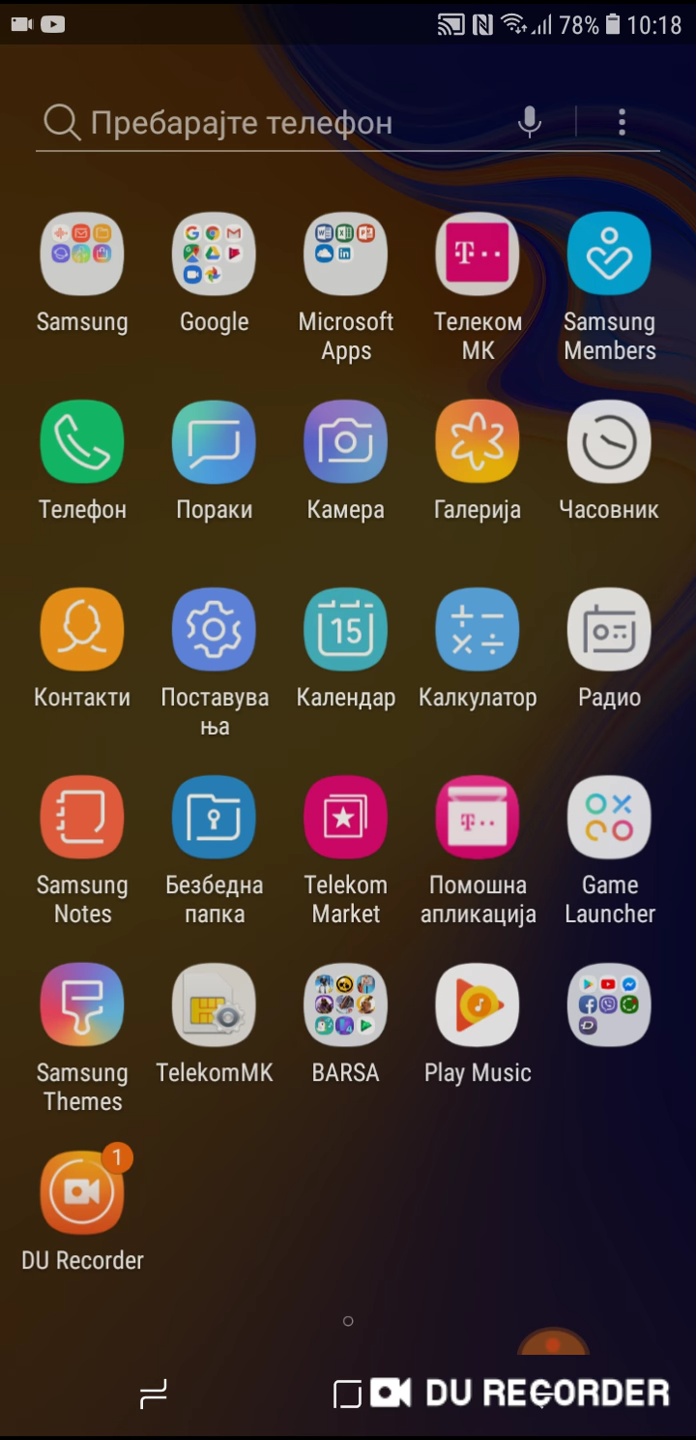 78% 10:18
Пребарајте телефон
Samsung
Google
Microsoft
Apps
Телеком
МК
Samsung
Members
Телефон
Пораки
Камера
Галерија
Часовник
Контакти
Поставува
ња
15
Календар
Калкулатор
Радио
Samsung
Notes
Безбедна
папка
Telekom
Market
Помошна
апликација
Game
Launcher
Samsung
Themes
TelekomMK
BARSA
Play Music
1
DU Recorder
DU RECORDER